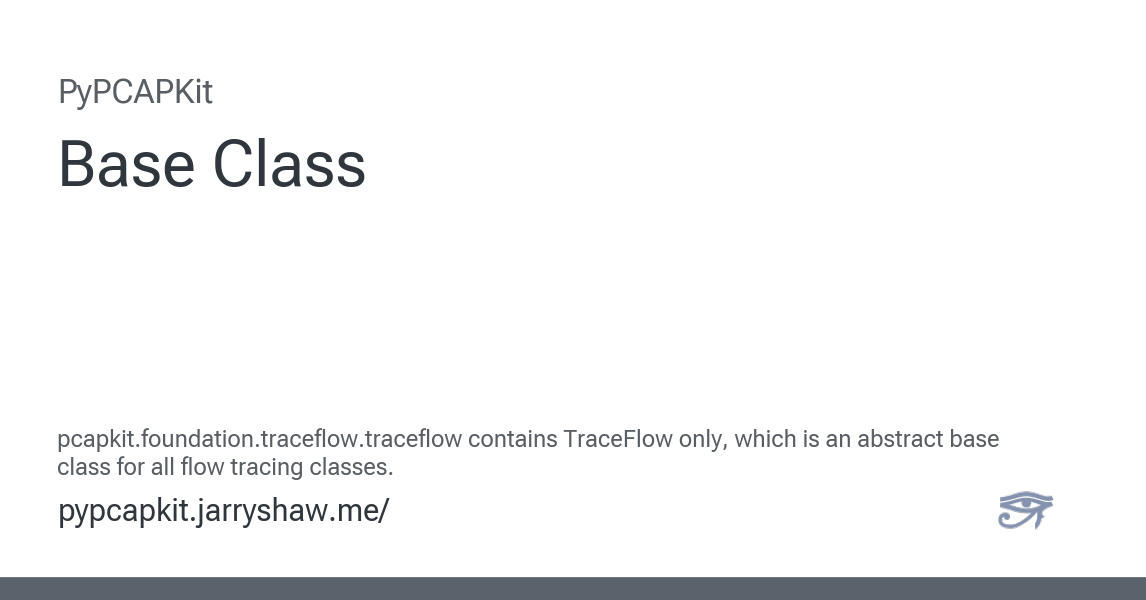 PyPCAPKit
Base Class
pcapkit.foundation.traceflow.traceflow contains TraceFlow only, which is an abstract base
class for all flow tracing classes.
pypcapkit.jarryshaw.me/